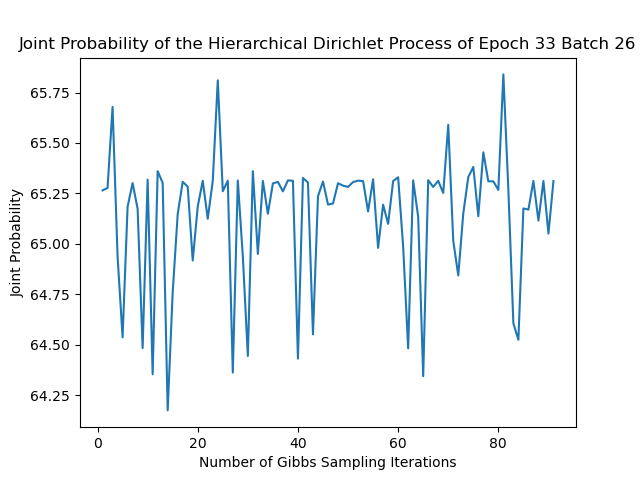 Joint Probability of the Hierarchical Dirichlet Process of Epoch 33 Batch 26
65.75
65.50
65.25
65.00
64.75
64.50
64.25
Joint Probability
0 20 40 60 80
Number of Gibbs Sampling Iterations